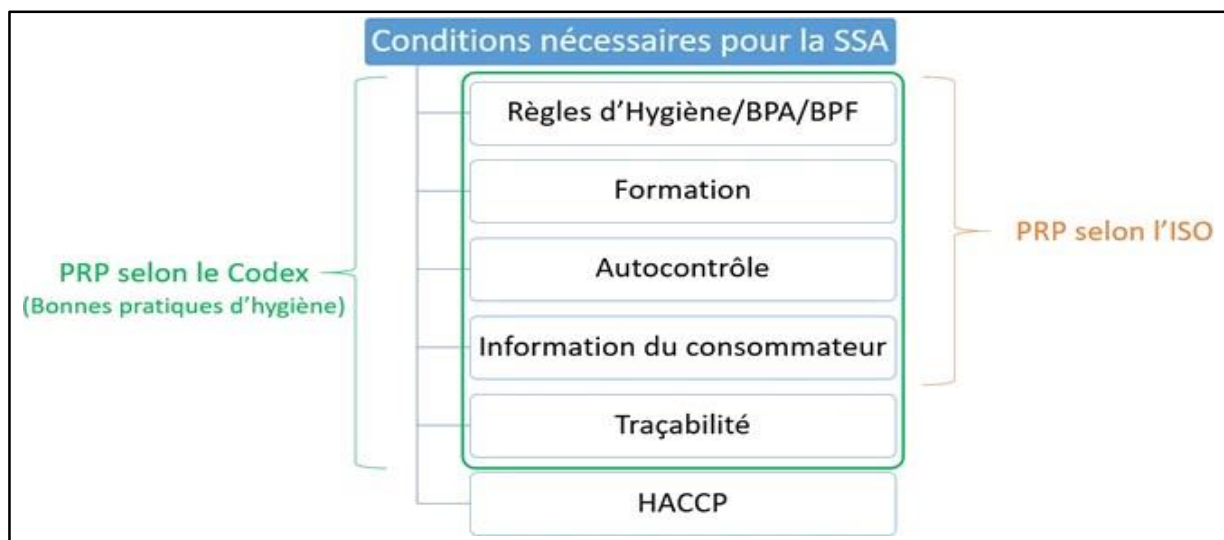 Conditions nécessaires pour la SSA
Règles d'Hygiène/BPA/BPF
Formation
Autocontrôle
Information du consommateur
Traçabilité
HACCP
PRP selon le Codex
(Bonnes pratiques d'hygiène)
PRP selon l'ISO